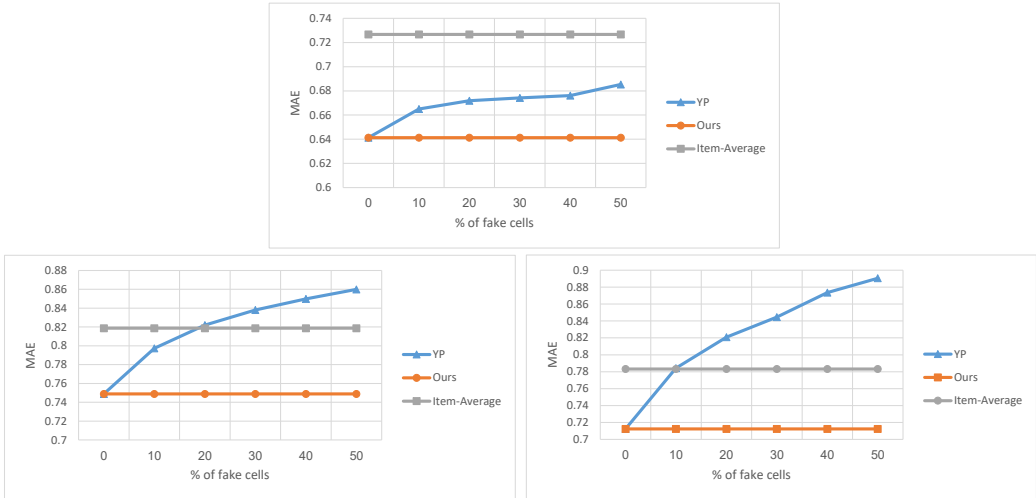 0.74
0.72
0.7
0.68
0.66
0.64
0.62
0.6
MAE
0 10 20 30 40 50
% of fake cells
YP
Ours
Item-Average
0.88
0.86
0.84
0.82
0.8
0.78
0.76
0.74
0.72
0.7
MAE
0 10 20 30 40 50
% of fake cells
YP
Ours
Item-Average
0.9
0.88
0.86
0.84
0.82
0.8
0.78
0.76
0.74
0.72
0.7
MAE
0 10 20 30 40 50
% of fake cells
YP
Ours
Item-Average